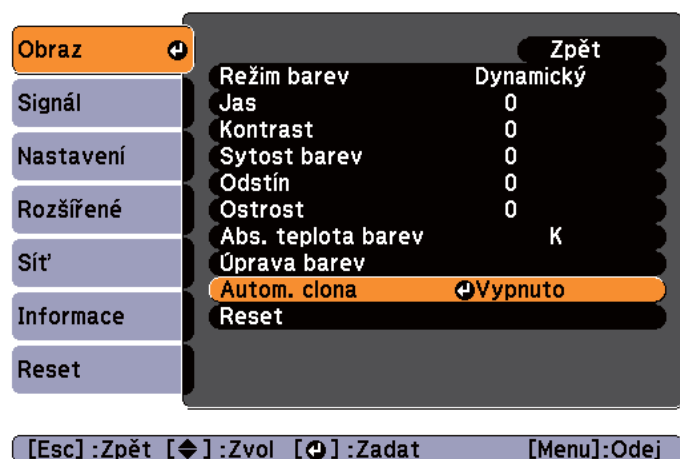 Obraz
Signál
Nastavení
Rozšířené
Síť
Informace
Reset
Zpět
Režim barev Dynamický
Jas 0
Kontrast 0
Sytost barev 0
Odstín 0
Ostrost 0
Abs. teplota barev K
Úprava barev
Autom. clona Vypnuto
Reset
[Esc] :Zpět [◆] :Zvol [↵] :Zadat [Menu]:Odej